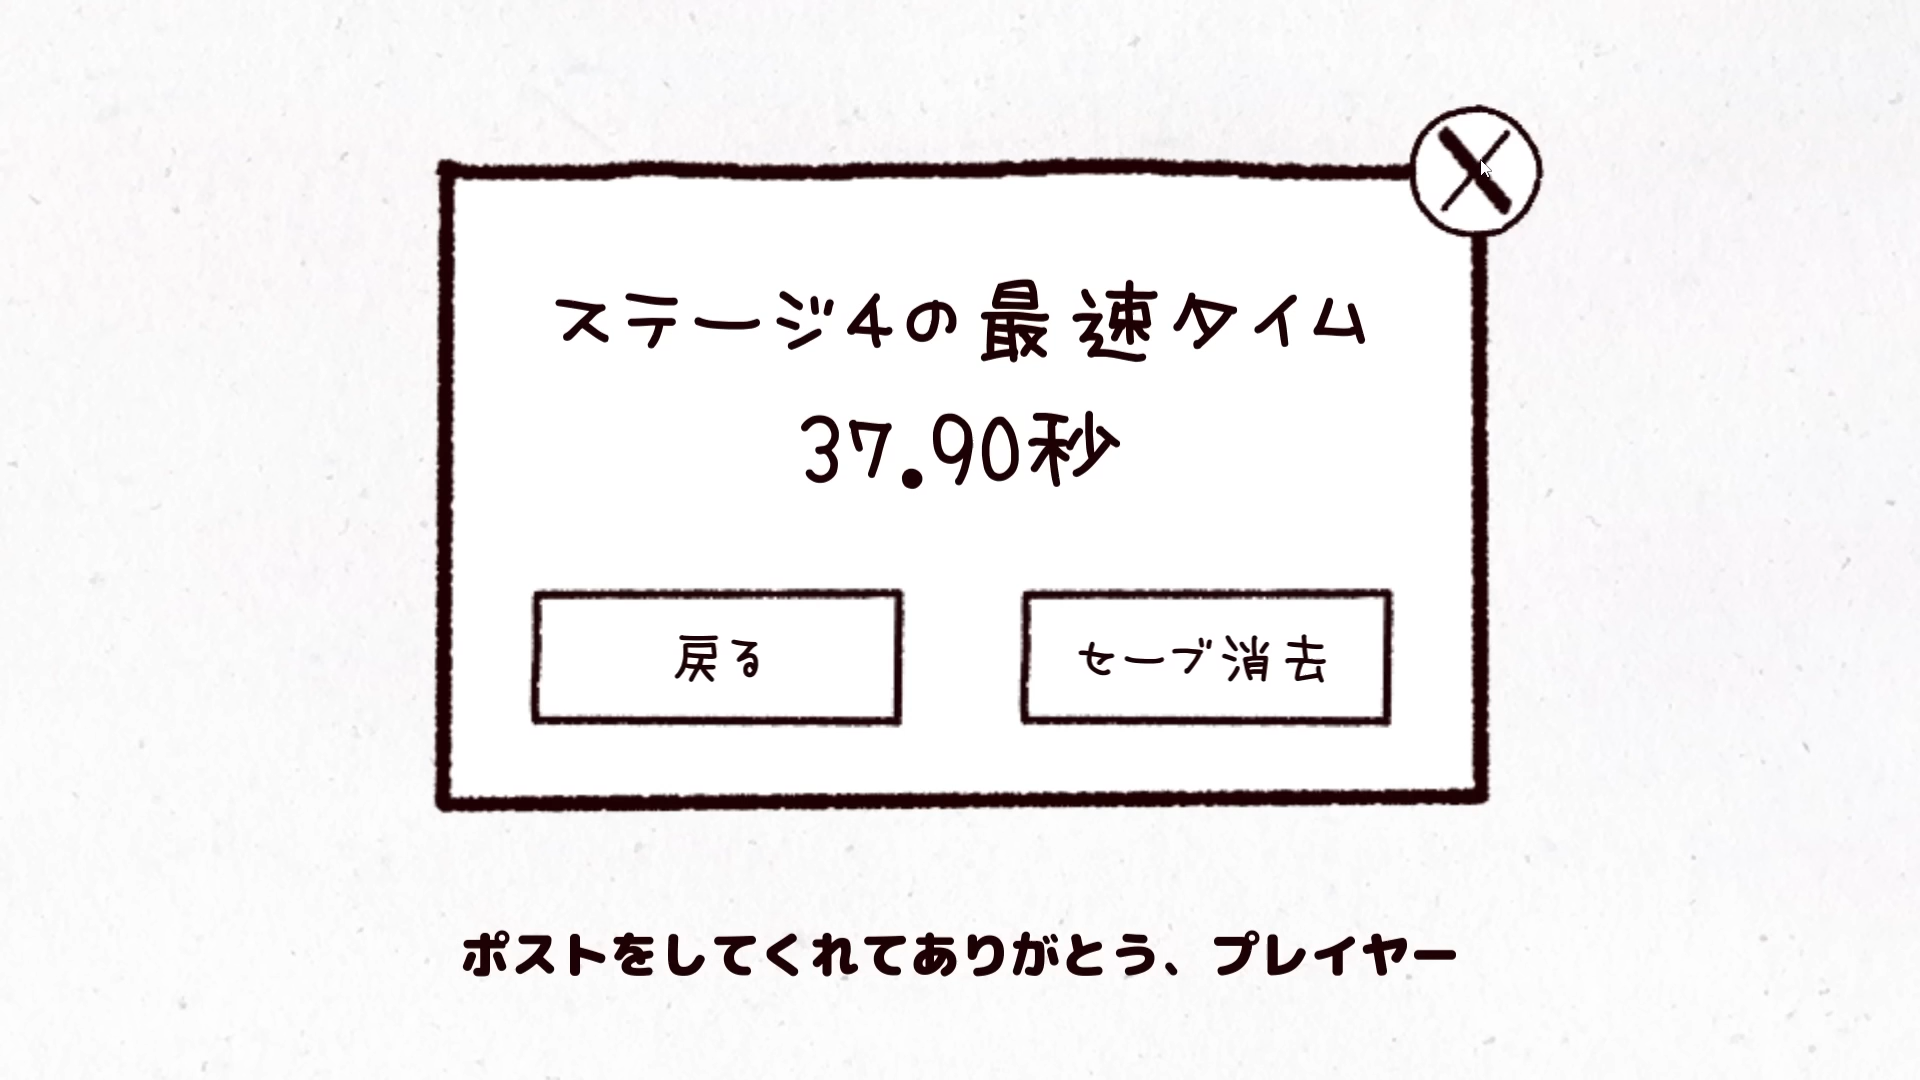 ステージ4の最速タイム
37.90秒
戻る
セーブ消去
ポストをしてくれてありがとう、プレイヤー